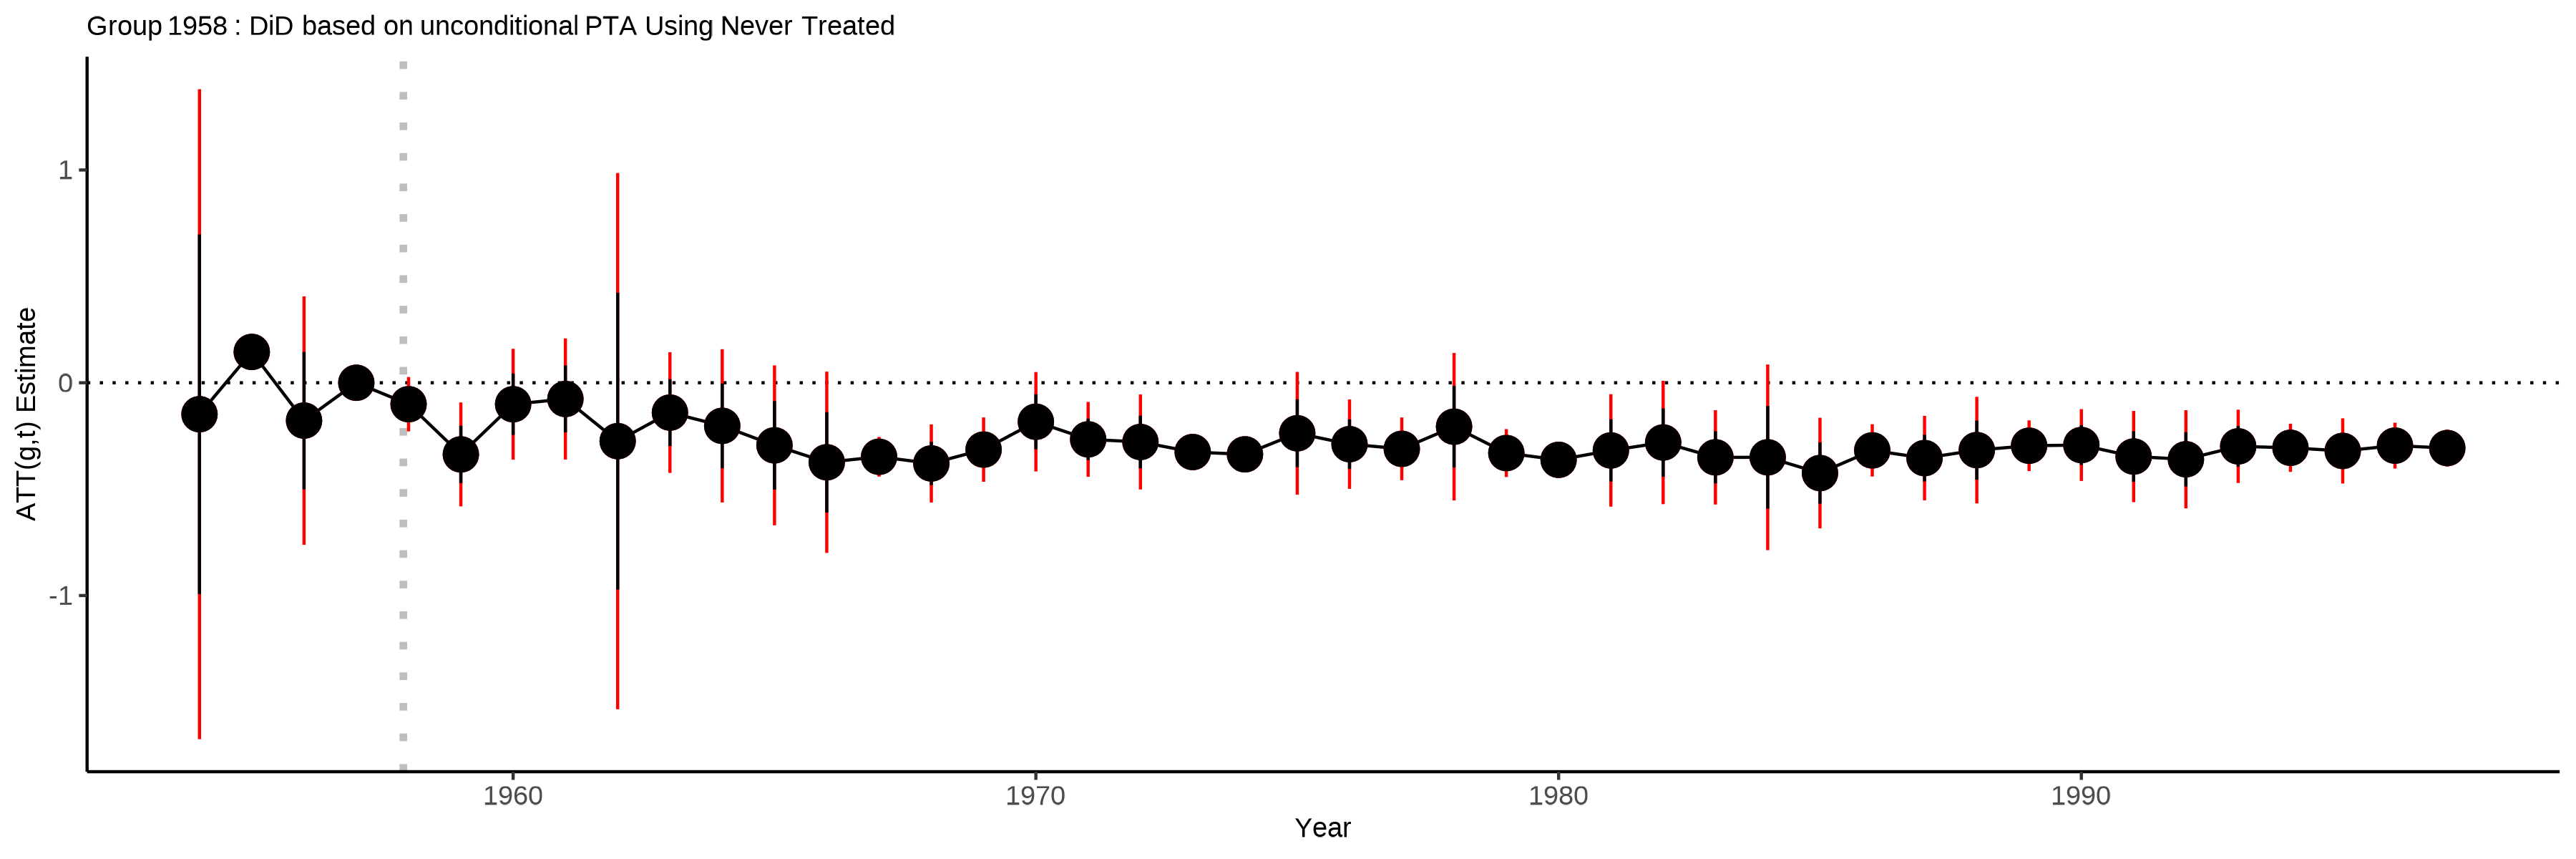 Group 1958 : DiD based on unconditional PTA Using Never Treated
ATT(g,t) Estimate
1
0
-1
1960 1970 1980 1990
Year